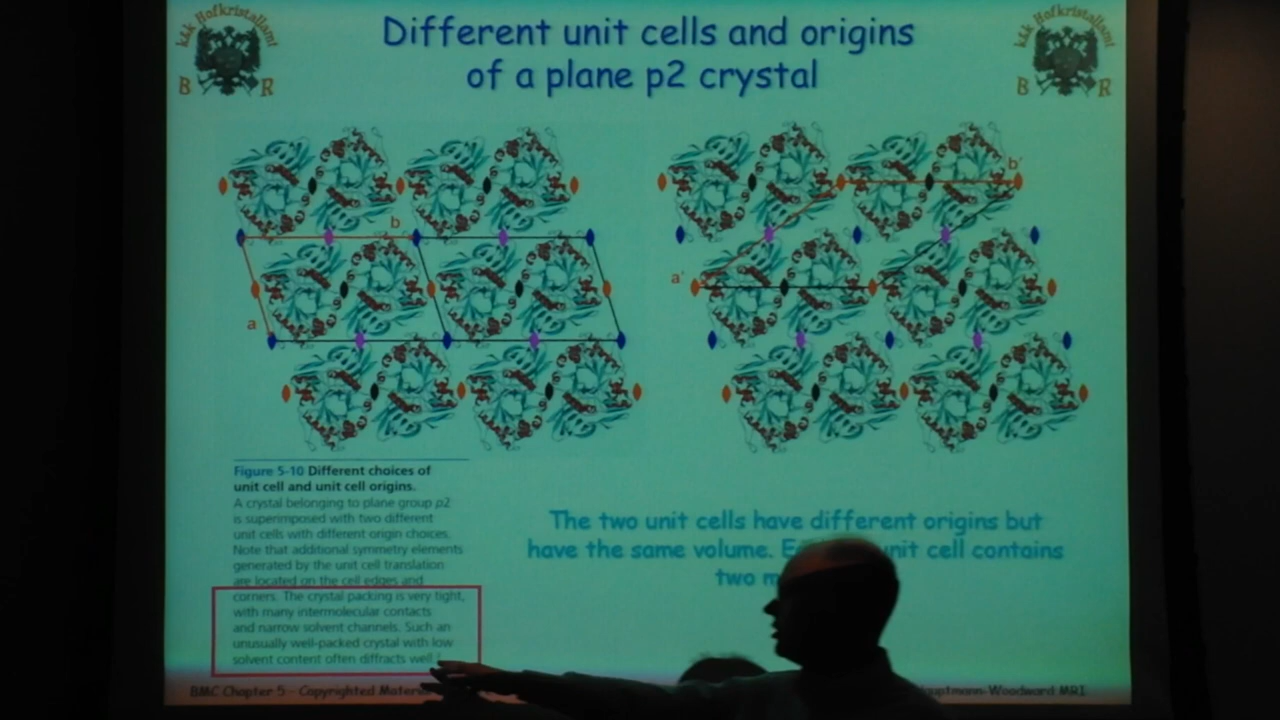 k&k Hofkristallamt
B R
Different unit cells and origins
of a plane p2 crystal
k&k Hofkristallamt
B R
b
a
b'
a'
Figure 5-10 Different choices of
unit cell and unit cell origins.
A crystal belonging to plane group p2
is superimposed with two different
unit cells with different origin choices.
Note that additional symmetry elements
generated by the unit cell translation
are located on the cell edges and
corners. The crystal packing is very tight,
with many intermolecular contacts
and narrow solvent channels. Such an
unusually well-packed crystal with low
solvent content often diffracts well.
The two unit cells have different origins but
have the same volume. unit cell contains
two
BMC Chapter 5 - Copyrighted
auptmann-Woodward MRI